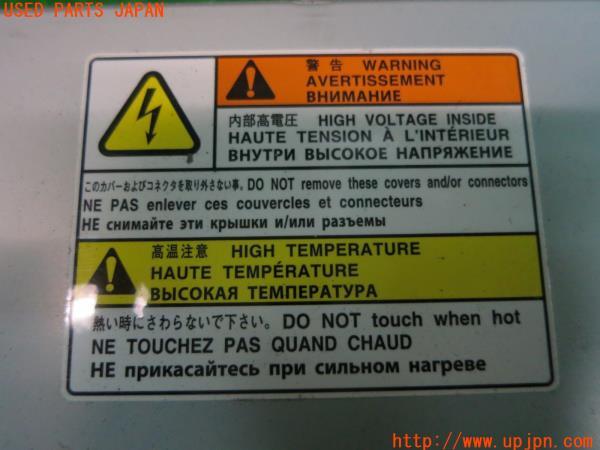 USED PARTS JAPAN
警告 WARNING
AVERTISSEMENT
ВНИМАНИЕ
内部高電圧 HIGH VOLTAGE INSIDE
HAUTE TENSION À L'INTÉRIEUR
ВНУТРИ ВЫСОКОЕ НАПРЯЖЕНИЕ
このカバーおよびコネクタを取り外さない事。DO NOT remove these covers and/or connectors
NE PAS enlever ces couvercles et connecteurs
НЕ снимайте эти крышки и/или разъемы
高温注意 HIGH TEMPERATURE
HAUTE TEMPÉRATURE
ВЫСОКАЯ ТЕМПЕРАТУРА
熱い時にさわらないで下さい。DO NOT touch when hot
NE TOUCHEZ PAS QUAND CHAUD
НЕ прикасайтесь при сильном нагреве
http://www.upjpn.com/